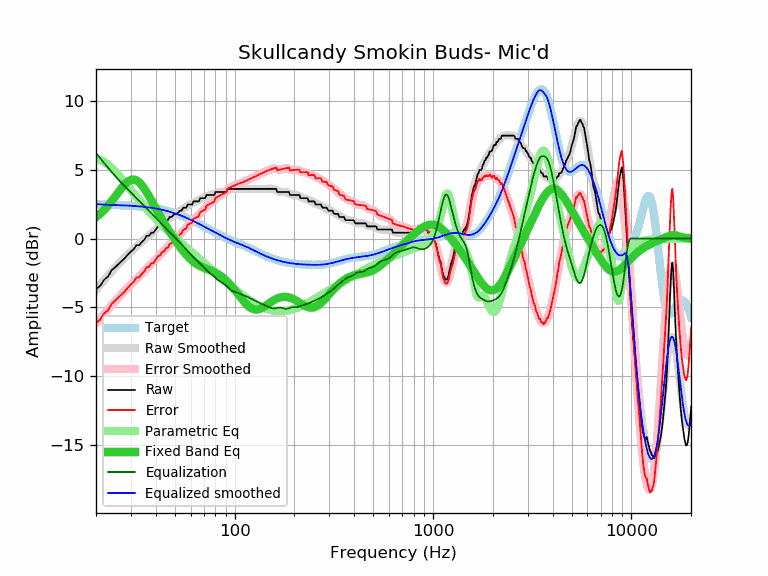 Skullcandy Smokin Buds- Mic'd
10
5
0
−5
−10
−15
Amplitude (dBr)
Target
Raw Smoothed
Error Smoothed
Raw
Error
Parametric Eq
Fixed Band Eq
Equalization
Equalized smoothed
100 1000 10000
Frequency (Hz)